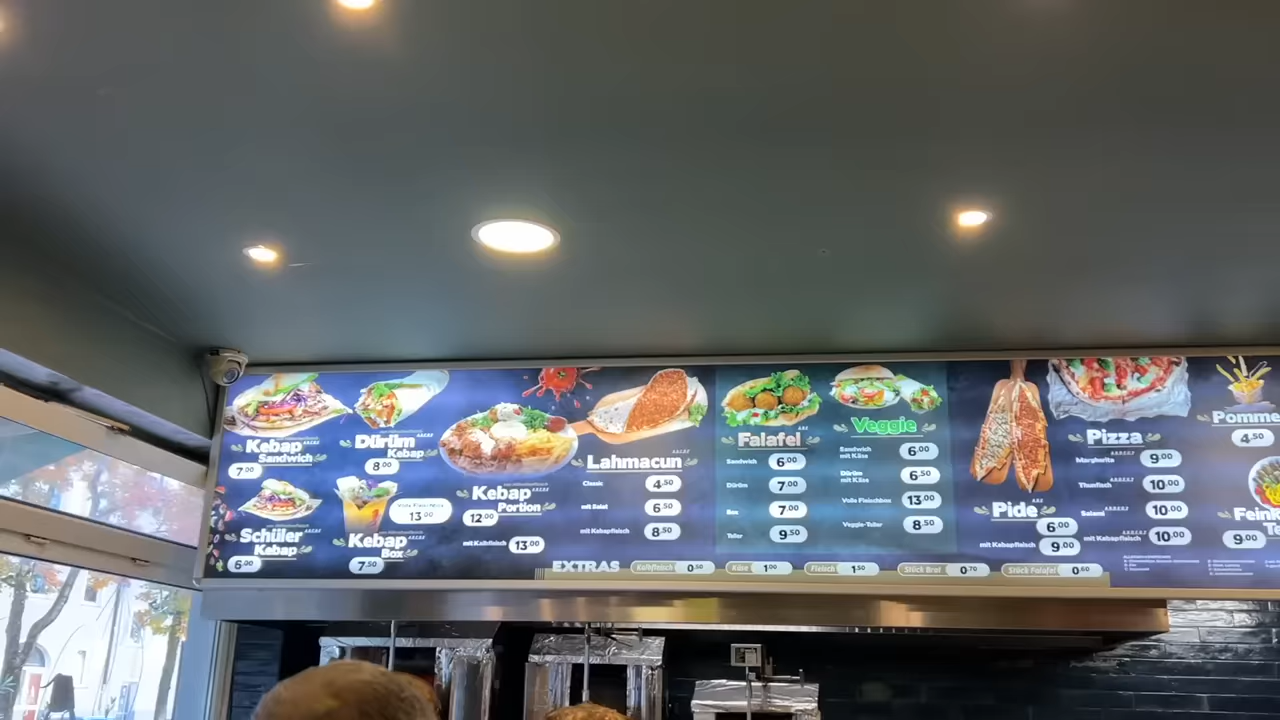 Kebap
Sandwich
7.00
Dürüm
Kebap
8.00
Schüler
Kebap
6.00
Kebap
Box
7.50
Volle Fleischbox
13.00
Kebap
Portion
12.00
mit Kalbfleisch 13.00
Lahmacun
Classic 4.50
mit Salat 6.50
mit Kebapfleisch 8.50
Falafel
Sandwich 6.00
Dürüm 7.00
Box 7.00
Teller 9.50
Veggie
Sandwich
mit Käse 6.00
Dürüm
mit Käse 6.50
Volle Fleischbox 13.00
Veggie-Teller 8.50
Pide
6.00
mit Kebapfleisch 9.00
Pizza
Margherita 9.00
Thunfisch 10.00
Salami 10.00
mit Kebapfleisch 10.00
Pomme
4.50
Feink
9.00
EXTRAS Kalbfleisch 0.50 Käse 1.00 Fleisch 1.50 Stück Brot 0.70 Stück Falafel 0.60